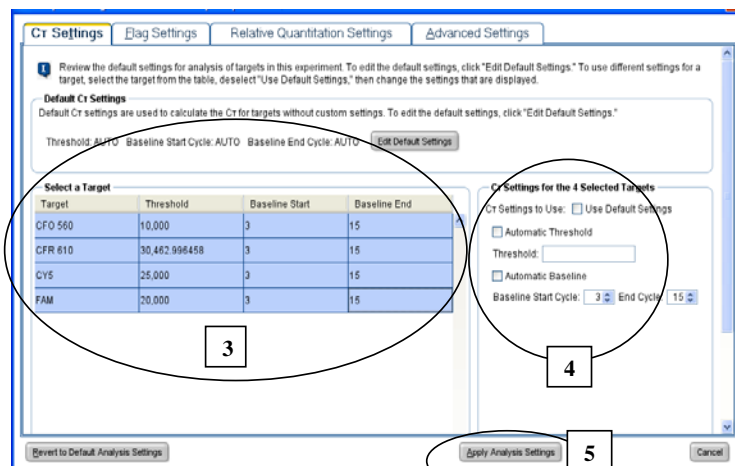 CT Settings Flag Settings Relative Quantitation Settings Advanced Settings
Review the default settings for analysis of targets in this experiment. To edit the default settings, click "Edit Default Settings." To use different settings for a
target, select the target from the table, deselect "Use Default Settings," then change the settings that are displayed.
Default CT Settings
Default CT settings are used to calculate the CT for targets without custom settings. To edit the default settings, click "Edit Default Settings."
Threshold: AUTO Baseline Start Cycle: AUTO Baseline End Cycle: AUTO Edit Default Settings
Select a Target
Target Threshold Baseline Start Baseline End
CFO 560 10,000 3 15
CFR 610 30,462.996458 3 15
CY5 25,000 3 15
FAM 20,000 3 15
3
CT Settings for the 4 Selected Targets
CT Settings to Use: Use Default Settings
Automatic Threshold
Threshold:
Automatic Baseline
Baseline Start Cycle: 3 End Cycle: 15
4
Revert to Default Analysis Settings Apply Analysis Settings 5 Cancel